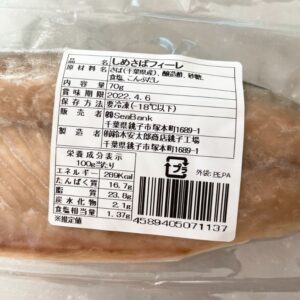 品名 しめさばフィーレ
原材料名 さば(千葉県産)、醸造酢、砂糖、
食塩、こんぶだし
内容量 70g
賞味期限 2022.4.6
保存方法 要冷凍(-18℃以下)
販売者 ㈲SeaBank
千葉県銚子市塚本町1689-1
製造者 ㈲鈴木安太郎商店銚子工場
千葉県銚子市塚本町1689-1
栄養成分表示
100g当たり
エネルギー 289Kcal
たんぱく質 16.7g
脂質 23.8g
炭水化物 2.1g
食塩相当量 1.37g
※推定値
プラ
外袋:PE,PA
4589405071137